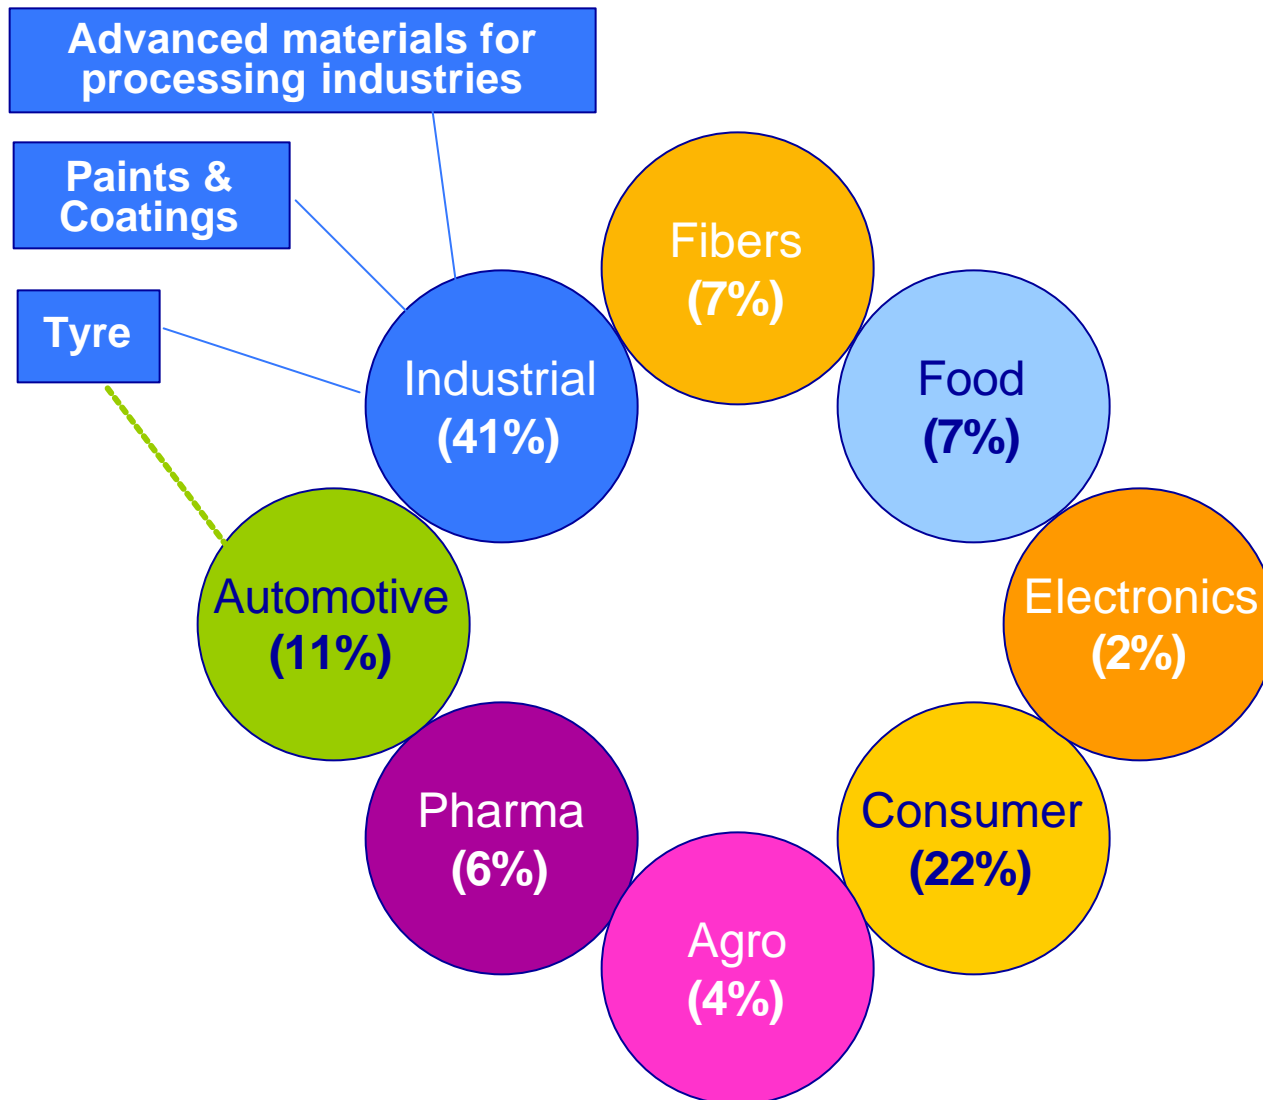 Advanced materials for
processing industries
Paints &
Coatings
Tyre
Fibers
(7%)
Industrial
(41%)
Food
(7%)
Automotive
(11%)
Electronics
(2%)
Pharma
(6%)
Consumer
(22%)
Agro
(4%)